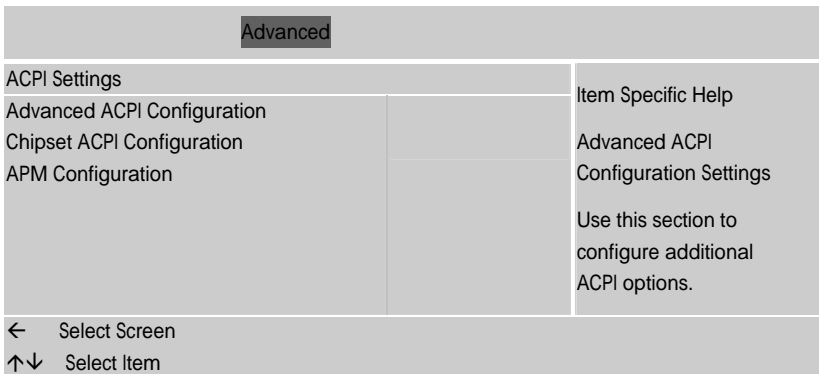 Advanced
ACPI Settings
Advanced ACPI Configuration
Chipset ACPI Configuration
APM Configuration
Item Specific Help
Advanced ACPI
Configuration Settings
Use this section to
configure additional
ACPI options.
← Select Screen
↑↓ Select Item